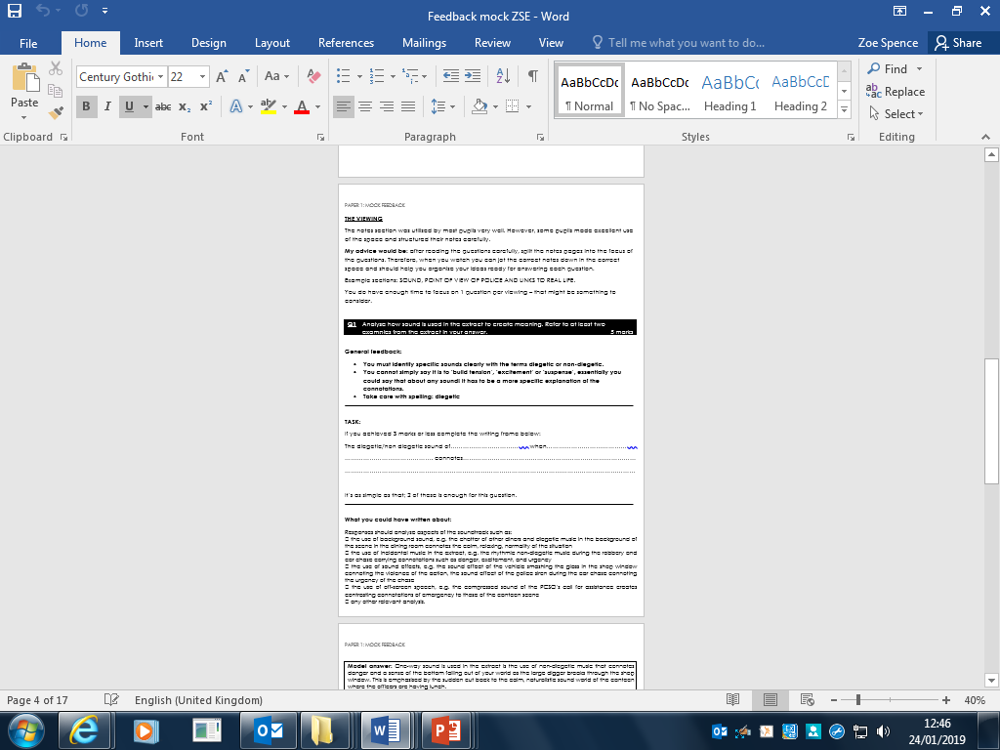 Feedback mock ZSE - Word
File Home Insert Design Layout References Mailings Review View Tell me what you want to do... Zoe Spence Share
Paste
Century Gothic 22
Clipboard Font Paragraph Styles Editing
AaBbCcDc AaBbCcDc AaBbCc AaBbCcD
¶ Normal ¶ No Spac... Heading 1 Heading 2
Find
Replace
Select
PAPER 1: MOCK FEEDBACK
THE VIEWING
The notes section was utilised by most pupils very well. However, some pupils made excellent use
of the space and structured their notes carefully.
My advice would be: after reading the questions carefully, split the notes pages into the focus of
the questions. Therefore, when you watch you can jot the correct notes down in the correct
space and should help you organise your ideas ready for answering each question.
Example sections: SOUND, POINT OF VIEW OF POLICE AND LINKS TO REAL LIFE.
You do have enough time to focus on 1 question per viewing – that might be something to
consider.
Q1 Analyse how sound is used in the extract to create meaning. Refer to at least two
examples from the extract in your answer. 5 marks
General feedback:
• You must identify specific sounds clearly with the terms diegetic or non-diegetic.
• You cannot simply say it is to 'build tension', 'excitement' or 'suspense', essentially you
could say that about any sound! It has to be a more specific explanation of the
connotations.
• Take care with spelling: diegetic
TASK:
If you achieved 3 marks or less complete the writing frame below:
The diegetic/non diegetic sound of..............................when..............................
.............................. connotes..............................
............................................................
It's as simple as that; 2 of these is enough for this question.
What you could have written about:
Responses should analyse aspects of the soundtrack such as:
the use of background sound, e.g. the chatter of other diners and diegetic music in the background of
the scene in the dining room connotes the calm, relaxing, normality of the situation
the use of incidental music in the extract, e.g. the rhythmic non-diegetic music during the robbery and
car chase carrying connotations such as danger, excitement, and urgency
the use of sound effects, e.g. the sound effect of the vehicle smashing the glass in the shop window
connoting the violence of the action, the sound effect of the police siren during the car chase connoting
the urgency of the chase
the use of off-screen speech, e.g. the compressed sound of the PCSO's call for assistance creates
contrasting connotations of emergency to those of the canteen scene
any other relevant analysis.
PAPER 1: MOCK FEEDBACK
Model answer: One-way sound is used in the extract is the use of non-diegetic music that connotes
danger and a sense of the bottom falling out of your world as the large digger breaks through the shop
window. This is emphasised by the sudden cut back to the calm, naturalistic sound world of the canteen
where the officers are having lunch.
Page 4 of 17 English (United Kingdom) 40%
12:46
24/01/2019